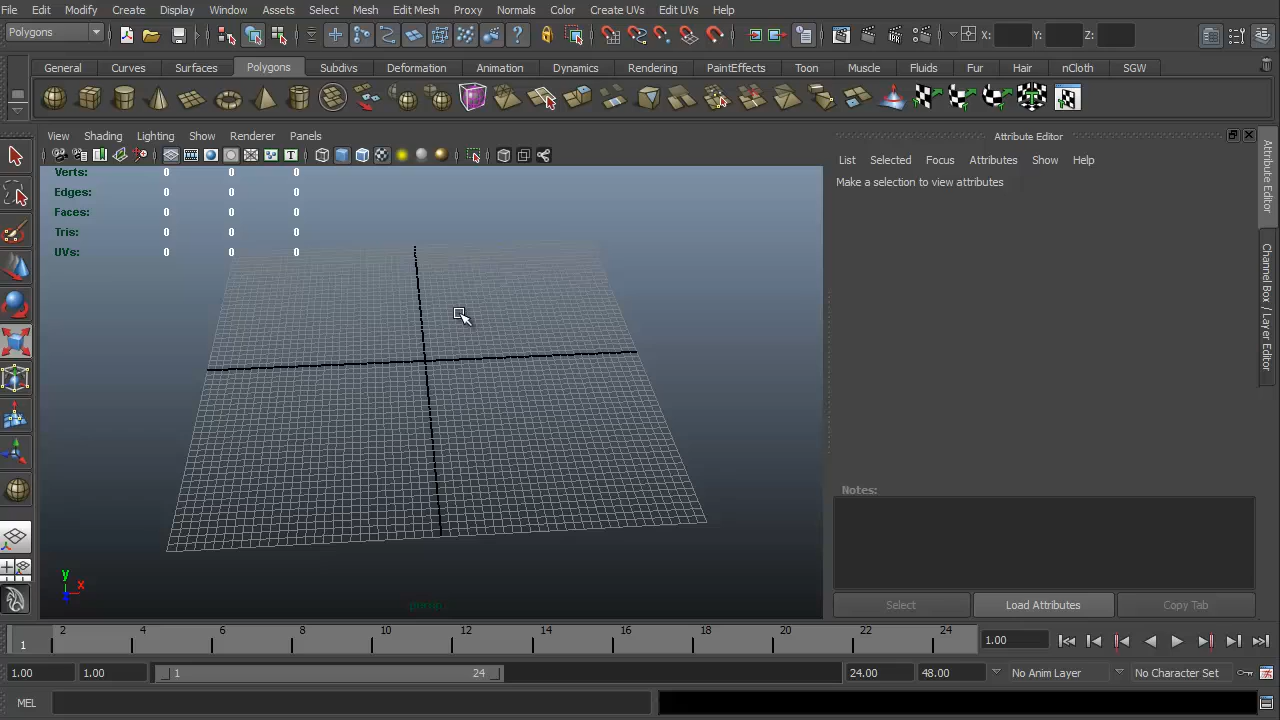 File Edit Modify Create Display Window Assets Select Mesh Edit Mesh Proxy Normals Color Create UVs Edit UVs Help
Polygons X: Y: Z:
General Curves Surfaces Polygons Subdivs Deformation Animation Dynamics Rendering PaintEffects Toon Muscle Fluids Fur Hair nCloth SGW
View Shading Lighting Show Renderer Panels
Attribute Editor
List Selected Focus Attributes Show Help
Make a selection to view attributes
Verts: 0 0 0
Edges: 0 0 0
Faces: 0 0 0
Tris: 0 0 0
UVs: 0 0 0
Attribute Editor
Channel Box / Layer Editor
Notes:
y
x
persp
Select Load Attributes Copy Tab
1 2 4 6 8 10 12 14 16 18 20 22 24 1.00
1.00 1.00 1 24 24.00 48.00 No Anim Layer No Character Set
MEL